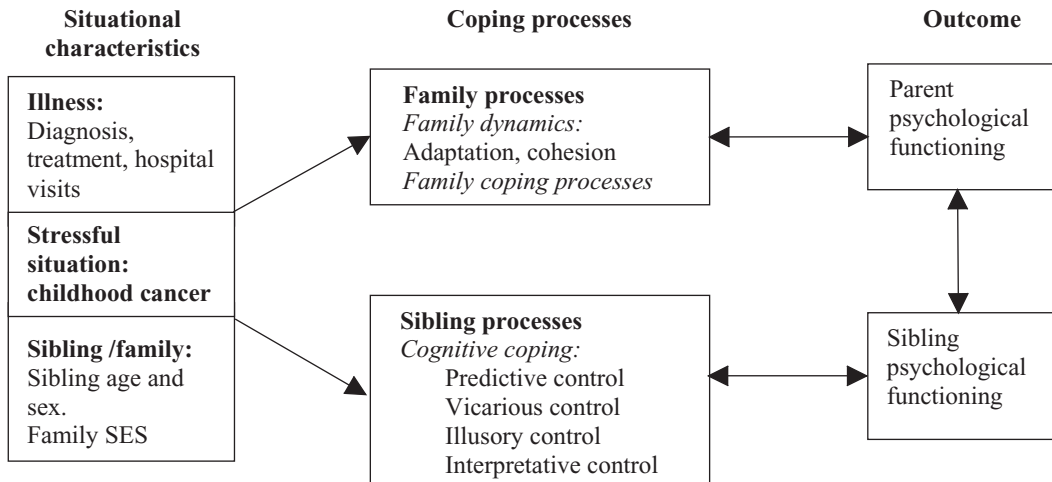 Situational
characteristics
Coping processes
Outcome
Illness:
Diagnosis,
treatment, hospital
visits
Stressful
situation:
childhood cancer
Sibling /family:
Sibling age and
sex.
Family SES
Family processes
Family dynamics:
Adaptation, cohesion
Family coping processes
Sibling processes
Cognitive coping:
Predictive control
Vicarious control
Illusory control
Interpretative control
Parent
psychological
functioning
Sibling
psychological
functioning